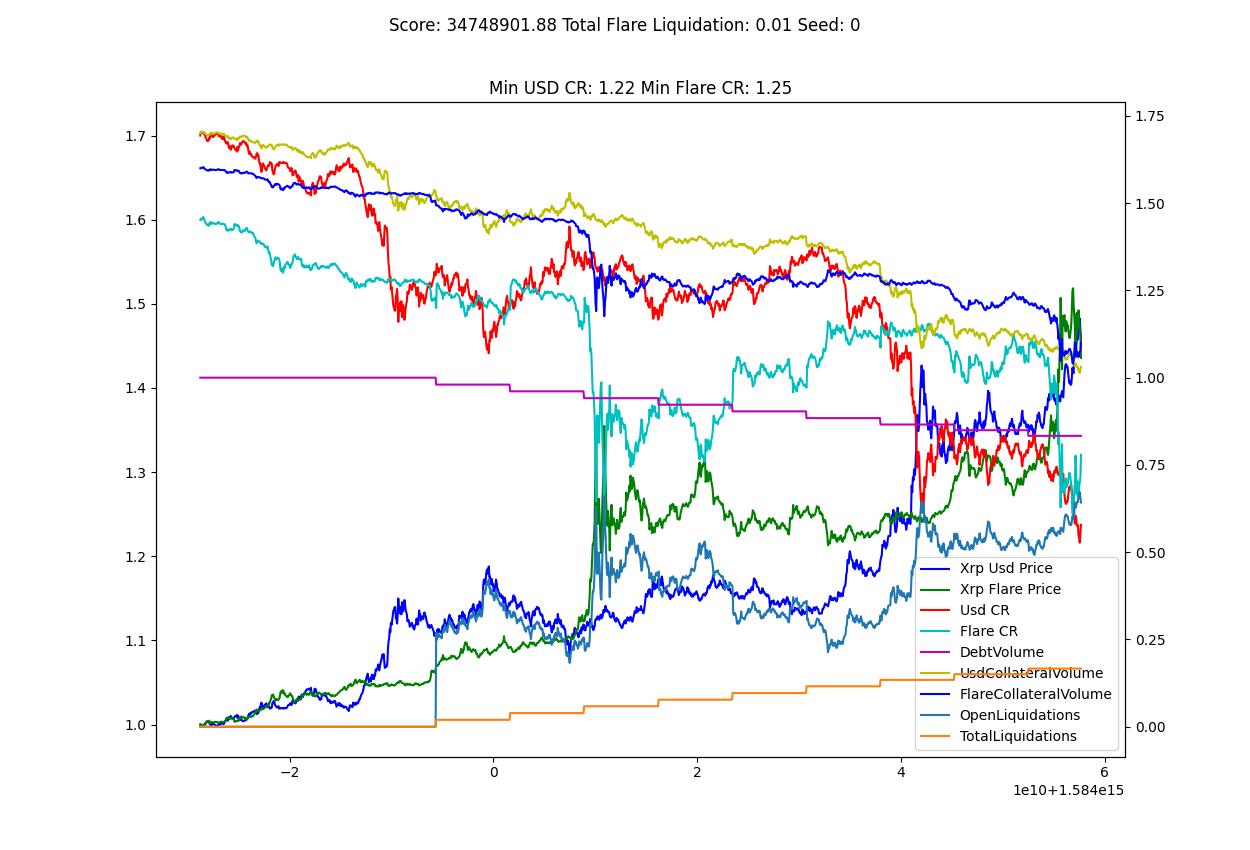 Score: 34748901.88 Total Flare Liquidation: 0.01 Seed: 0
Min USD CR: 1.22 Min Flare CR: 1.25
1.7
1.6
1.5
1.4
1.3
1.2
1.1
1.0
1.75
1.50
1.25
1.00
0.75
0.50
0.25
0.00
Xrp Usd Price
Xrp Flare Price
Usd CR
Flare CR
DebtVolume
UsdCollateralVolume
FlareCollateralVolume
OpenLiquidations
TotalLiquidations
−2 0 2 4 6
1e10+1.584e15